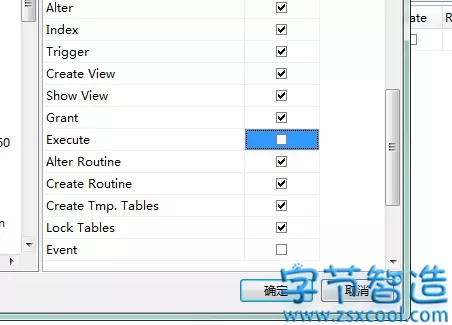 Alter
Index
Trigger
Create View
Show View
Grant
Execute
Alter Routine
Create Routine
Create Tmp. Tables
Lock Tables
Event
确定
取消
ate
R
60
n
字节智造
www.zsxcool.com